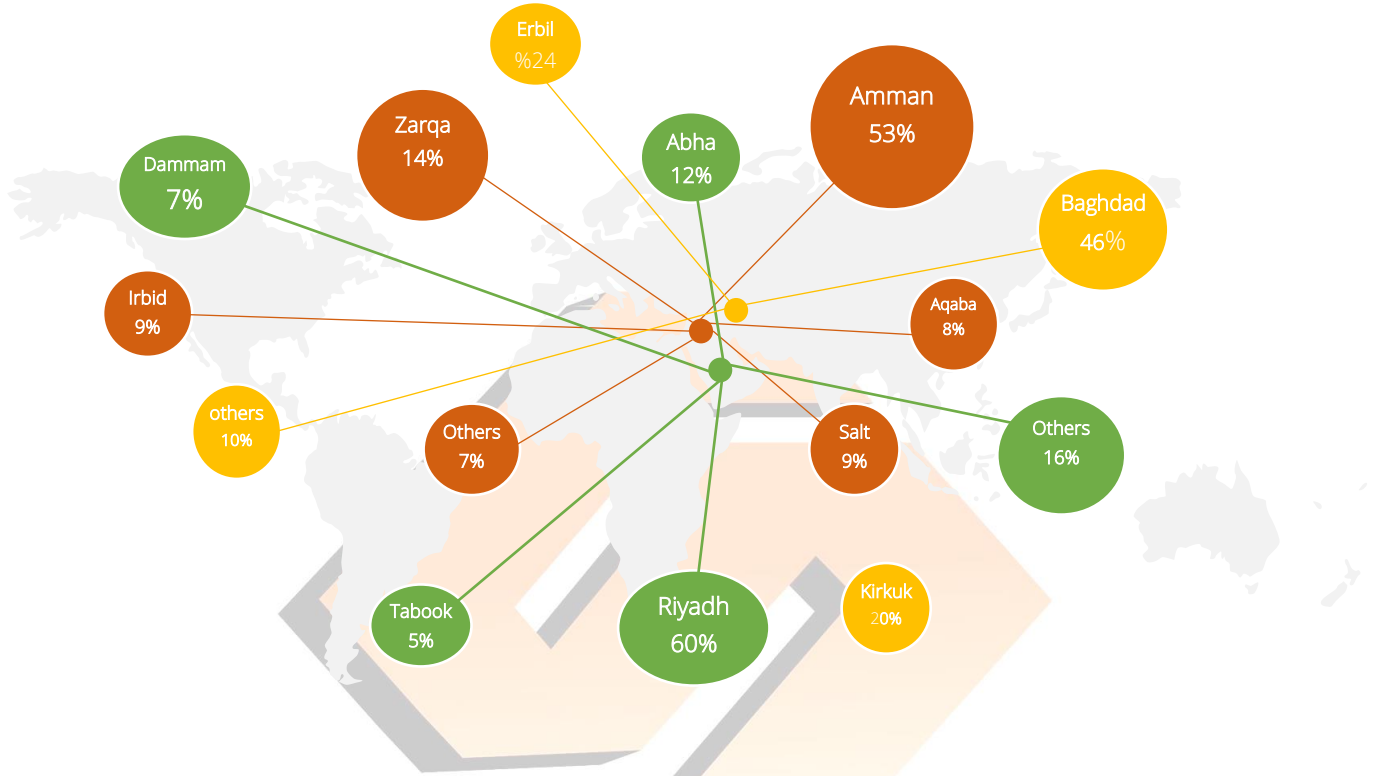 Erbil
%24
Amman
53%
Zarqa
14%
Abha
12%
Dammam
7%
Baghdad
46%
Irbid
9%
Aqaba
8%
others
10%
Others
7%
Salt
9%
Others
16%
Tabook
5%
Riyadh
60%
Kirkuk
20%